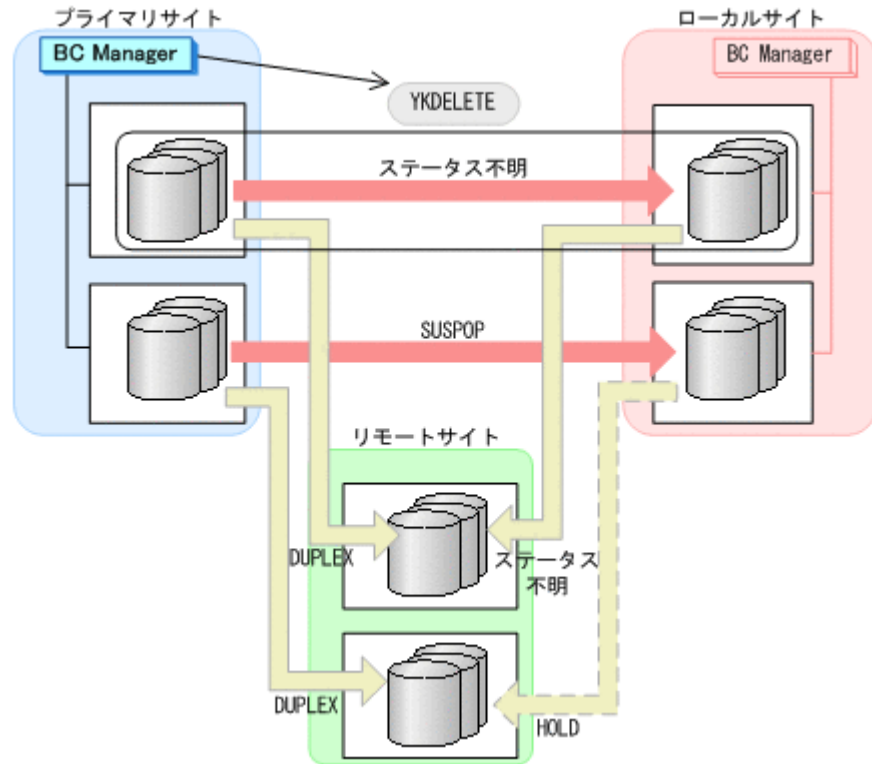 プライマリサイト
ローカルサイト
BC Manager
BC Manager
YKDELETE
ステータス不明
SUSPOP
リモートサイト
DUPLEX
ステータス
不明
DUPLEX
HOLD